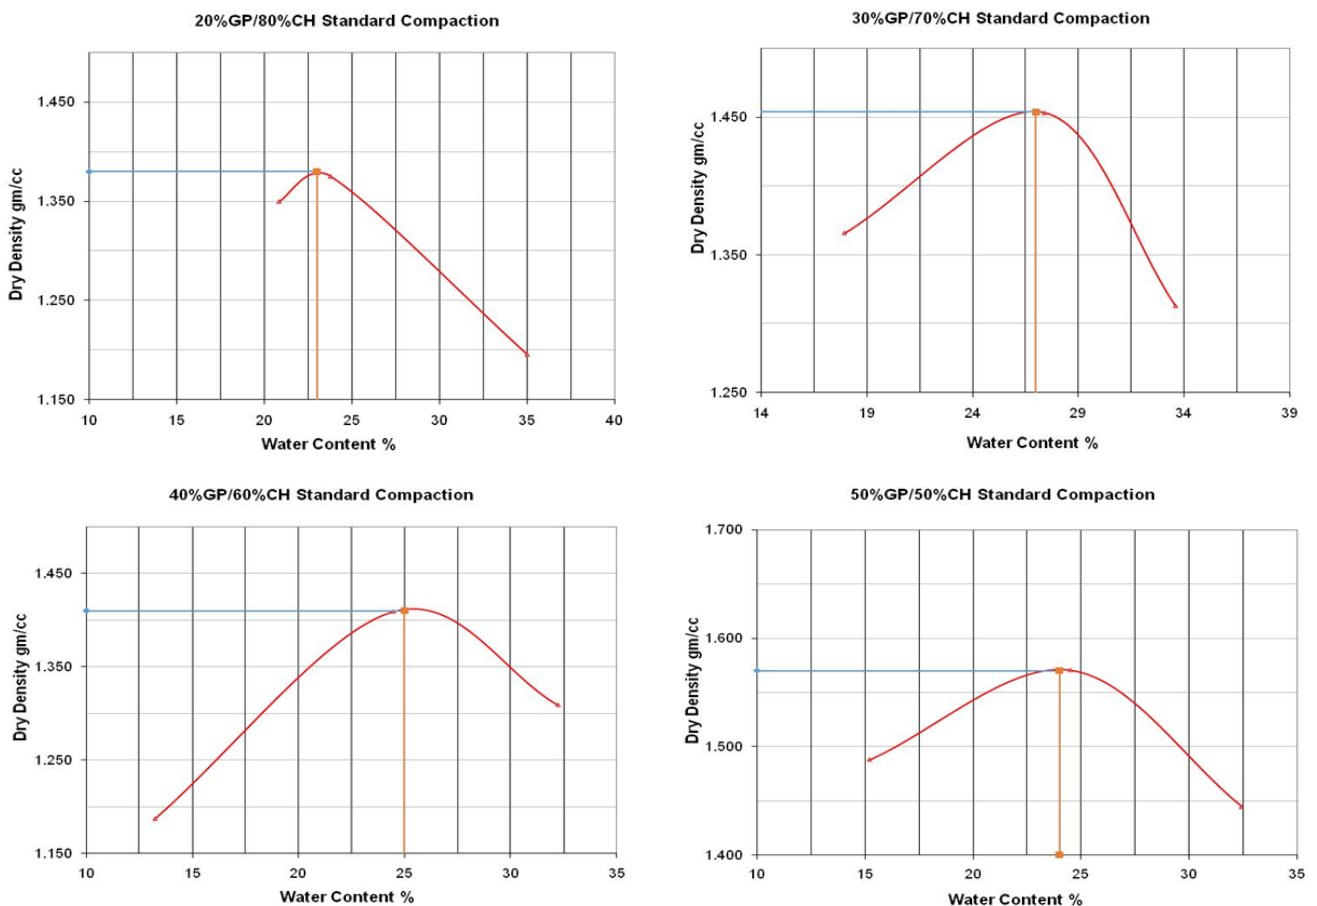 20%GP/80%CH Standard Compaction
Dry Density gm/cc
1.450
1.350
1.250
1.150
10 15 20 25 30 35 40
Water Content %
30%GP/70%CH Standard Compaction
Dry Density gm/cc
1.450
1.350
1.250
14 19 24 29 34 39
Water Content %
40%GP/60%CH Standard Compaction
Dry Density gm/cc
1.450
1.350
1.250
1.150
10 15 20 25 30 35
Water Content %
50%GP/50%CH Standard Compaction
Dry Density gm/cc
1.700
1.600
1.500
1.400
10 15 20 25 30 35
Water Content %